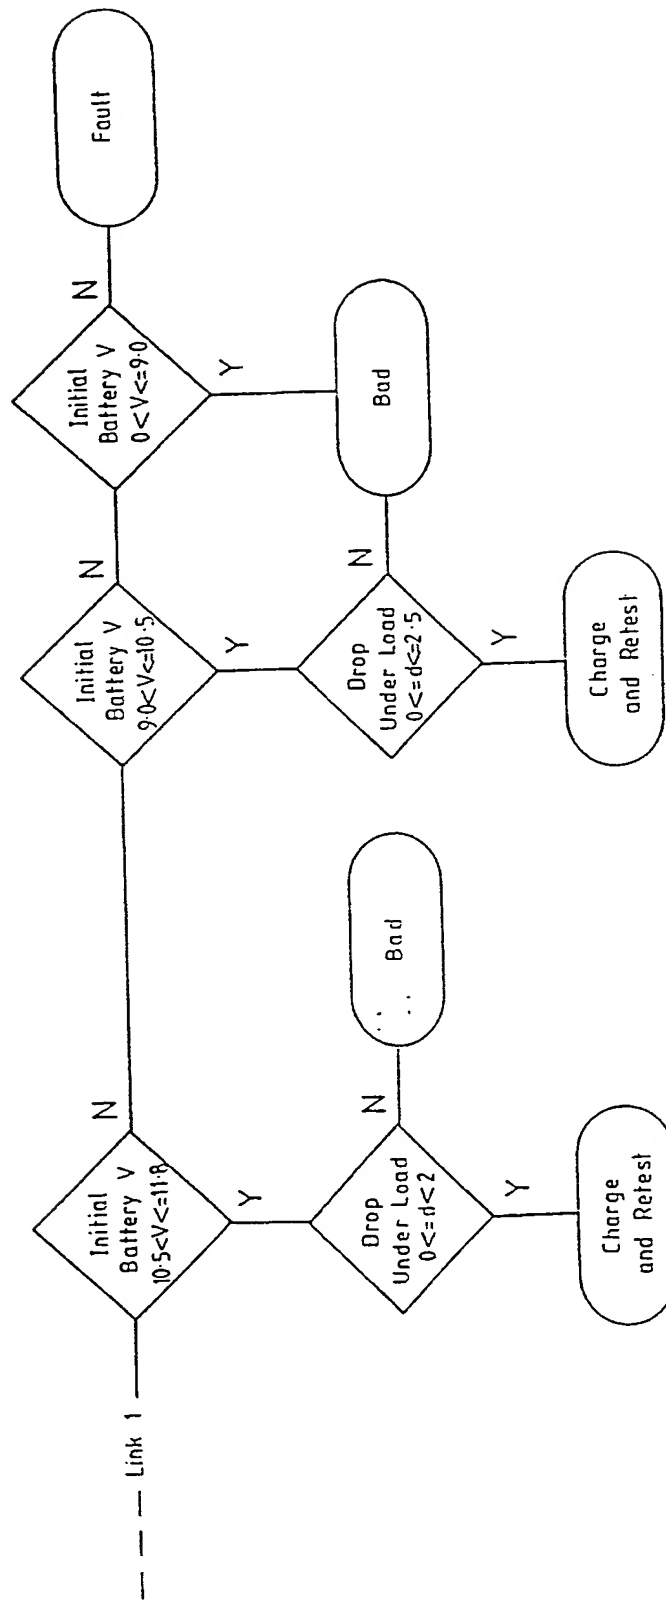 Link 1
Initial
Battery V
10·5<V<=11·8
N
Y
Drop
Under Load
0<=d<2
N
Bad
Y
Charge
and Retest
Initial
Battery V
9·0<V<=10·5
N
Y
Drop
Under Load
0<=d<=2·5
N
Bad
Y
Charge
and Retest
Initial
Battery V
0<V<=9·0
N
Y
Fault